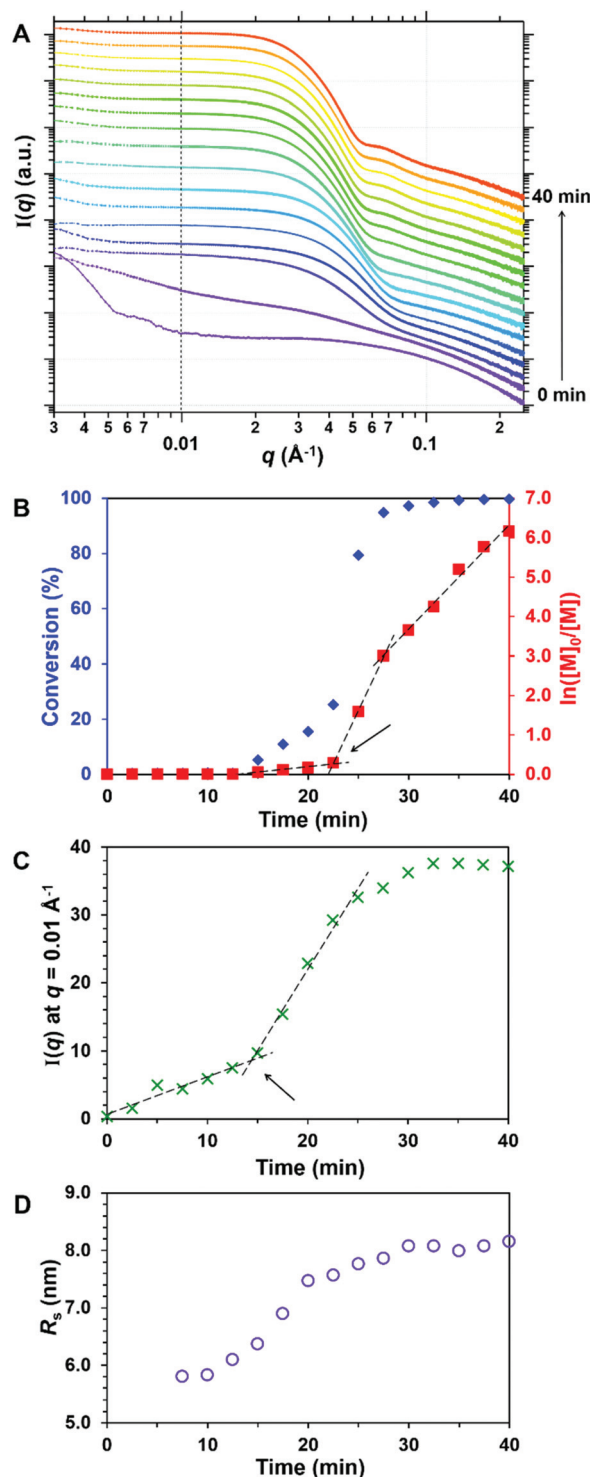 A
I(q) (a.u.)
40 min
0 min
3 4 5 6 7 0.01 2 3 4 5 6 7 0.1 2
q (Å-1)
B
Conversion (%)
100
80
60
40
20
0
7.0
6.0
5.0
4.0
3.0
2.0
1.0
0.0
ln([M]0/[M])
0 10 20 30 40
Time (min)
C
I(q) at q = 0.01 Å-1
40
30
20
10
0
0 10 20 30 40
Time (min)
D
Rs (nm)
9.0
8.0
7.0
6.0
5.0
0 10 20 30 40
Time (min)